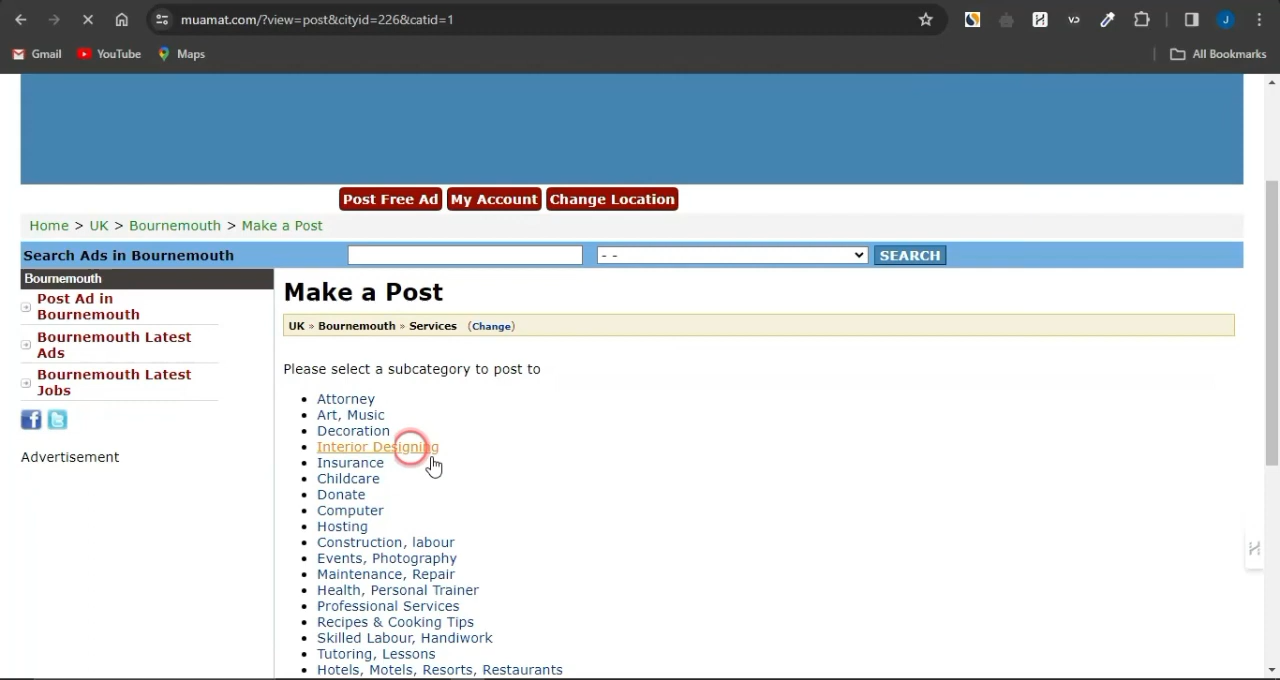 muamat.com/?view=post&cityid=226&catid=1
J
Gmail YouTube Maps All Bookmarks
Post Free Ad My Account Change Location
Home > UK > Bournemouth > Make a Post
Search Ads in Bournemouth - - SEARCH
Bournemouth
Post Ad in
Bournemouth
Bournemouth Latest
Ads
Bournemouth Latest
Jobs
Advertisement
Make a Post
UK » Bournemouth » Services (Change)
Please select a subcategory to post to
Attorney
Art, Music
Decoration
Interior Designing
Insurance
Childcare
Donate
Computer
Hosting
Construction, labour
Events, Photography
Maintenance, Repair
Health, Personal Trainer
Professional Services
Recipes & Cooking Tips
Skilled Labour, Handiwork
Tutoring, Lessons
Hotels, Motels, Resorts, Restaurants